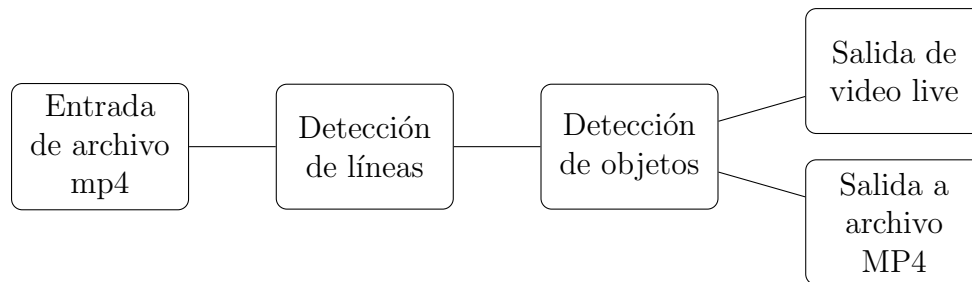 Entrada
de archivo
mp4
Detección
de líneas
Detección
de objetos
Salida de
video live
Salida a
archivo
MP4